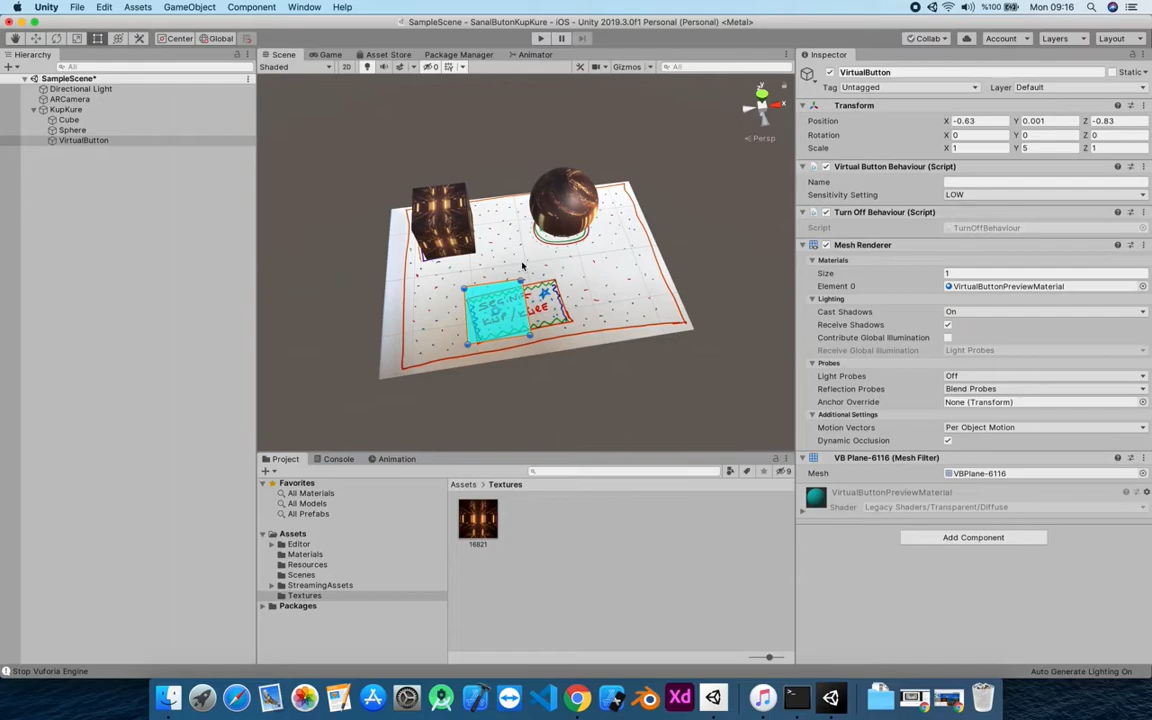 Unity File Edit Assets GameObject Component Window Help %100 Mon 09:16
SampleScene - SanalButonKupKure - iOS - Unity 2019.3.0f1 Personal (Personal) <Metal>
Center Global Collab Account Layers Layout
Hierarchy Scene Game Asset Store Package Manager Animator Inspector
All Shaded 2D 0 Gizmos All VirtualButton Static
SampleScene* Tag Untagged Layer Default
Directional Light
ARCamera
KupKure
Cube
Sphere
VirtualButton
y
x
Persp
SEÇİNİZ
KÜP/KÜRE
Transform
Position X -0.63 Y 0.001 Z -0.83
Rotation X 0 Y 0 Z 0
Scale X 1 Y 5 Z 1
Virtual Button Behaviour (Script)
Name
Sensitivity Setting LOW
Turn Off Behaviour (Script)
Script TurnOffBehaviour
Mesh Renderer
Materials
Size 1
Element 0 VirtualButtonPreviewMaterial
Lighting
Cast Shadows On
Receive Shadows
Contribute Global Illumination
Receive Global Illumination Light Probes
Probes
Light Probes Off
Reflection Probes Blend Probes
Anchor Override None (Transform)
Additional Settings
Motion Vectors Per Object Motion
Dynamic Occlusion
VB Plane-6116 (Mesh Filter)
Mesh VBPlane-6116
VirtualButtonPreviewMaterial
Shader Legacy Shaders/Transparent/Diffuse
Add Component
Project Console Animation
9
Favorites
All Materials
All Models
All Prefabs
Assets
Editor
Materials
Resources
Scenes
StreamingAssets
Textures
Packages
Assets > Textures
16821
Stop Vuforia Engine Auto Generate Lighting On
Xd